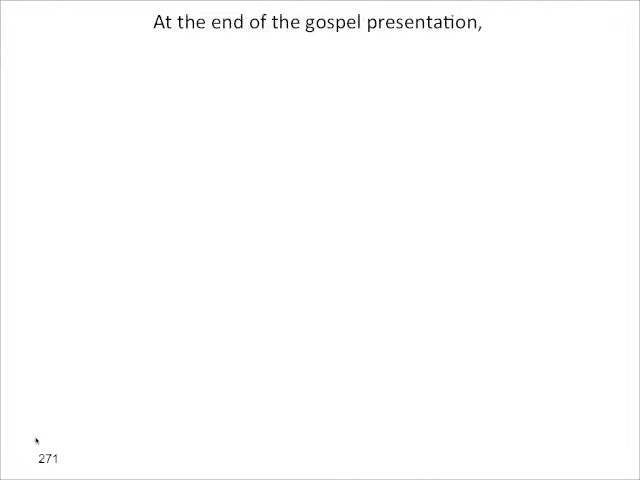 At the end of the gospel presentation,
271